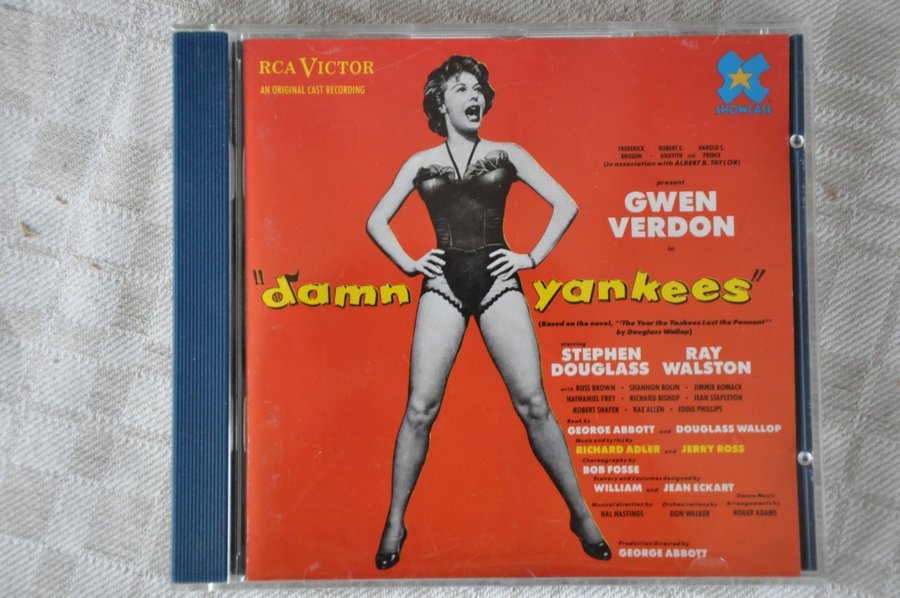 RCA VICTOR
AN ORIGINAL CAST RECORDING
SHOWCASE
FREDERICK ROBERT E. HAROLD S.
BRISSON • GRIFFITH and PRINCE
(in association with ALBERT B. TAYLOR)
present
GWEN
VERDON
in
"damn yankees"
(Based on the novel, "The Year the Yankees Lost the Pennant"
by Douglass Wallop)
starring
STEPHEN RAY
DOUGLASS WALSTON
with RUSS BROWN • SHANNON BOLIN • JIMMIE KOMACK
NATHANIEL FREY • RICHARD BISHOP • JEAN STAPLETON
ROBERT SHAFER • RAE ALLEN • EDDIE PHILLIPS
Book by
GEORGE ABBOTT and DOUGLASS WALLOP
Music and Lyrics by
RICHARD ADLER and JERRY ROSS
Choreography by
BOB FOSSE
Scenery and Costumes designed by
WILLIAM and JEAN ECKART
Dance Music
Musical direction by Orchestrations by Arrangements by
HAL HASTINGS DON WALKER ROGER ADAMS
Production Directed by
GEORGE ABBOTT